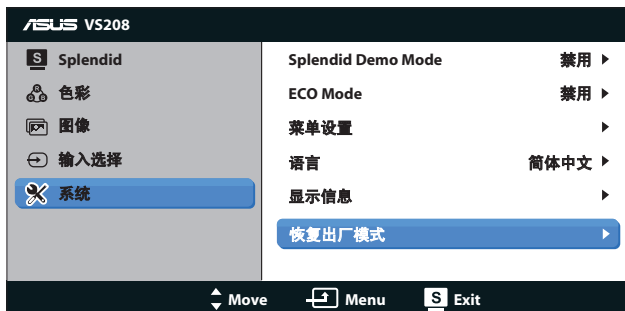 ASUS VS208
S Splendid
色彩
图像
输入选择
系统
Splendid Demo Mode 禁用
ECO Mode 禁用
菜单设置
语言 简体中文
显示信息
恢复出厂模式
Move Menu S Exit